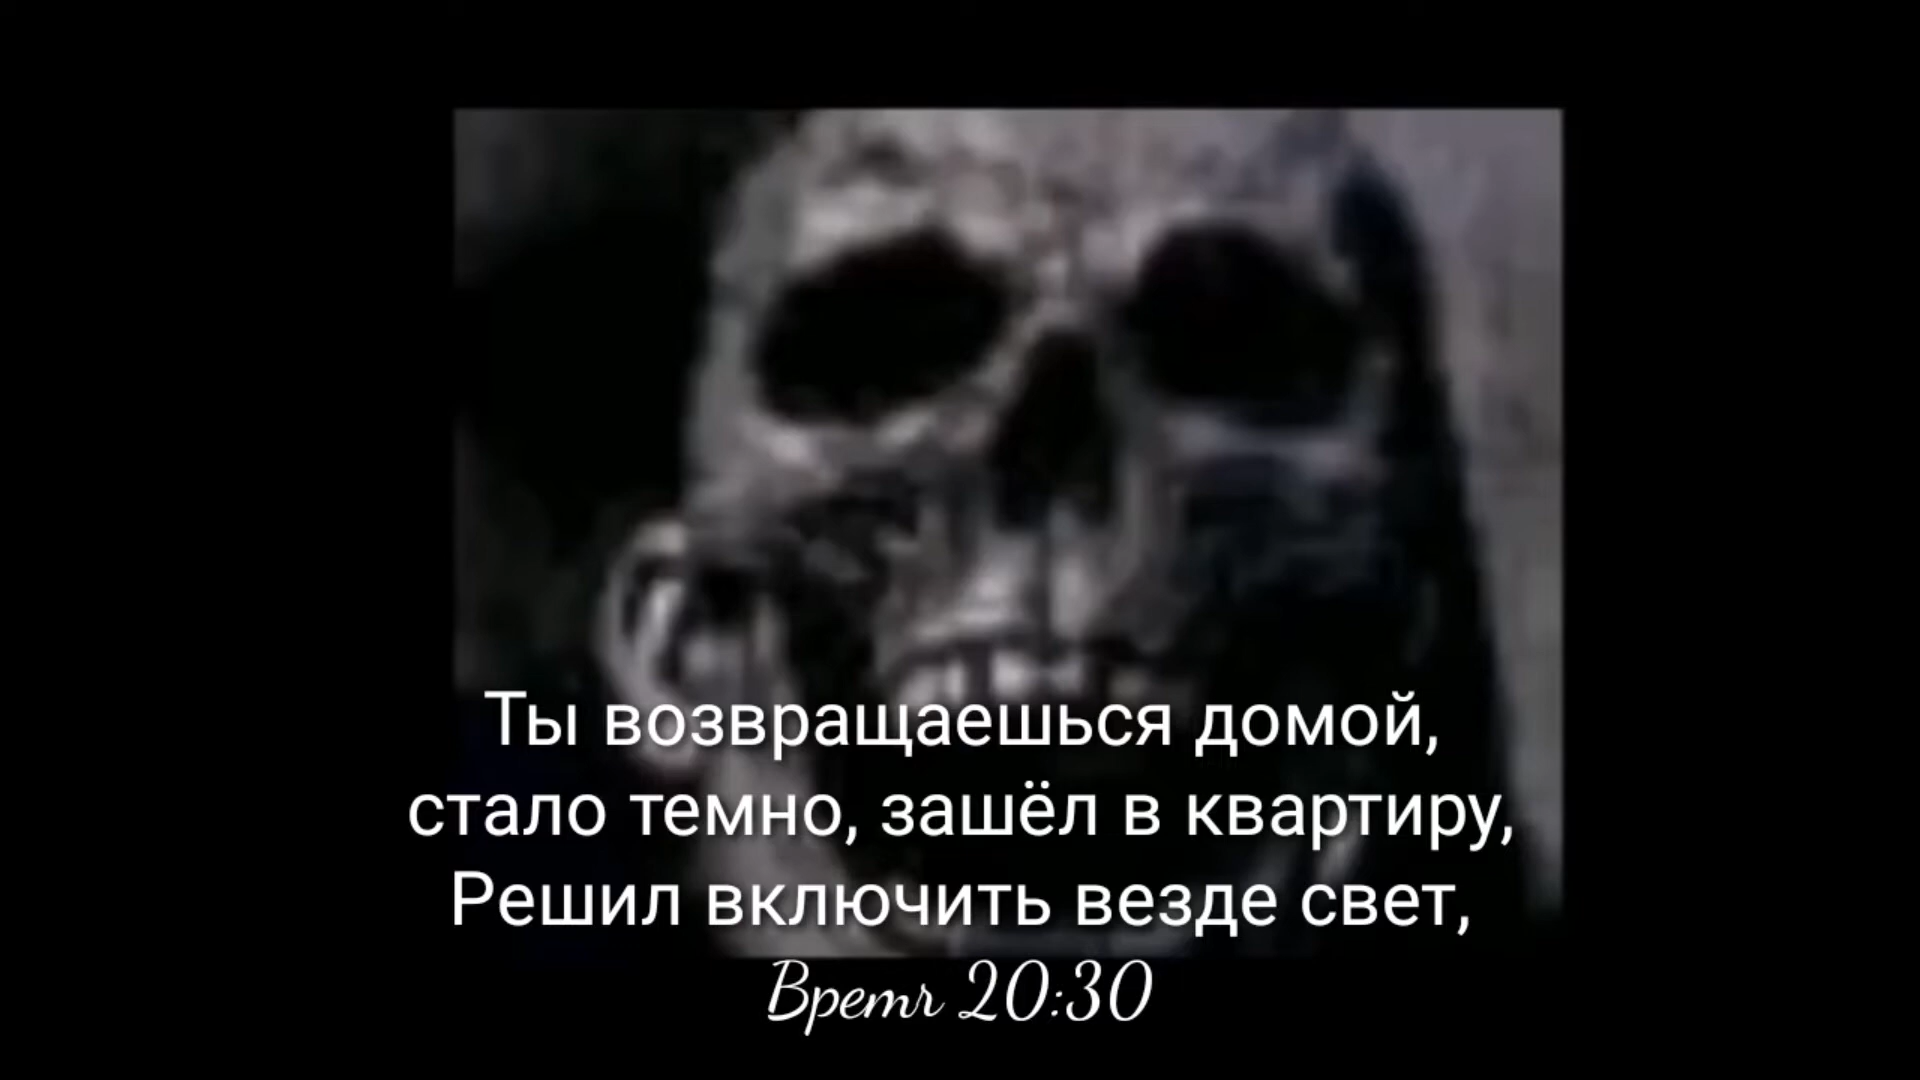 Ты возвращаешься домой,
стало темно, зашёл в квартиру,
Решил включить везде свет,
Время 20:30